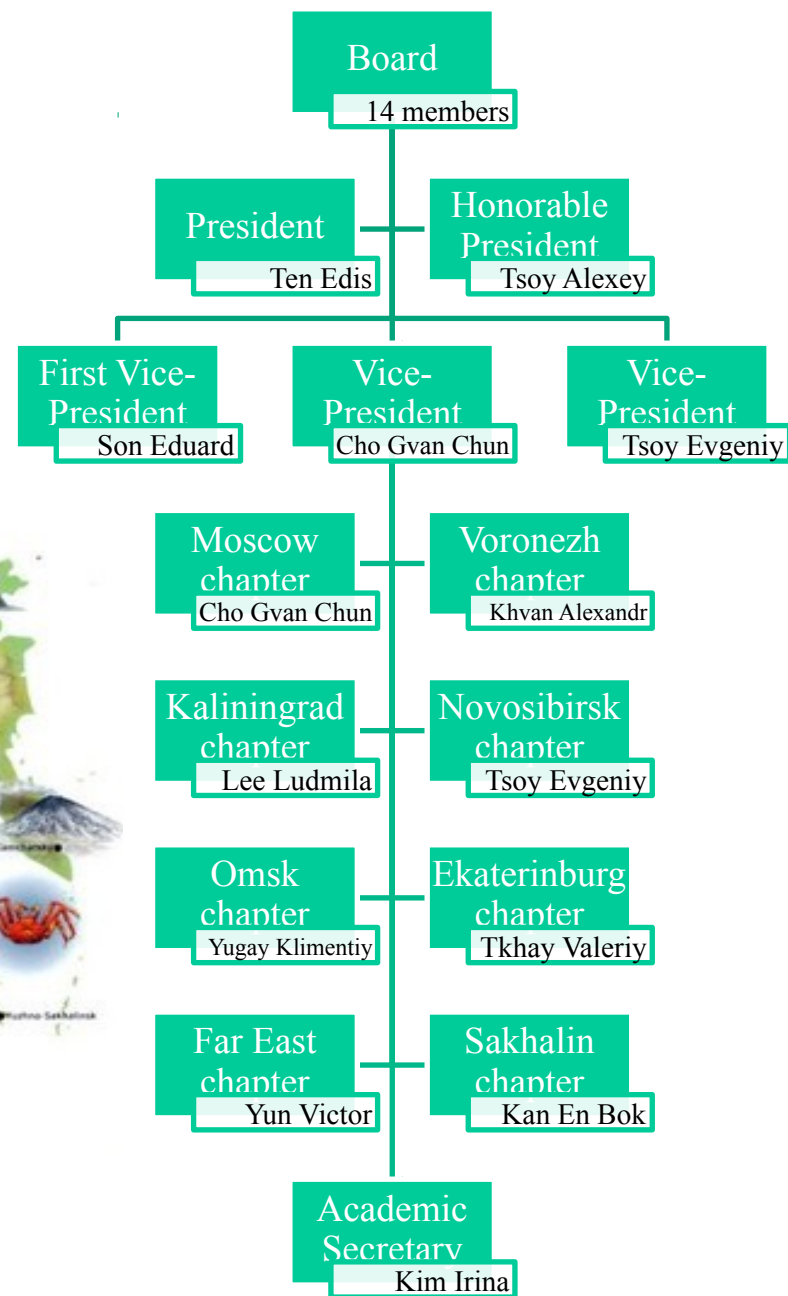 Board
14 members
President
Ten Edis
Honorable
President
Tsoy Alexey
First Vice-
President
Son Eduard
Vice-
President
Cho Gvan Chun
Vice-
President
Tsoy Evgeniy
Moscow
chapter
Cho Gvan Chun
Voronezh
chapter
Khvan Alexandr
Kaliningrad
chapter
Lee Ludmila
Novosibirsk
chapter
Tsoy Evgeniy
Omsk
chapter
Yugay Klimentiy
Ekaterinburg
chapter
Tkhay Valeriy
Yuzhno-Sakhalinsk
Far East
chapter
Yun Victor
Sakhalin
chapter
Kan En Bok
Academic
Secretary
Kim Irina